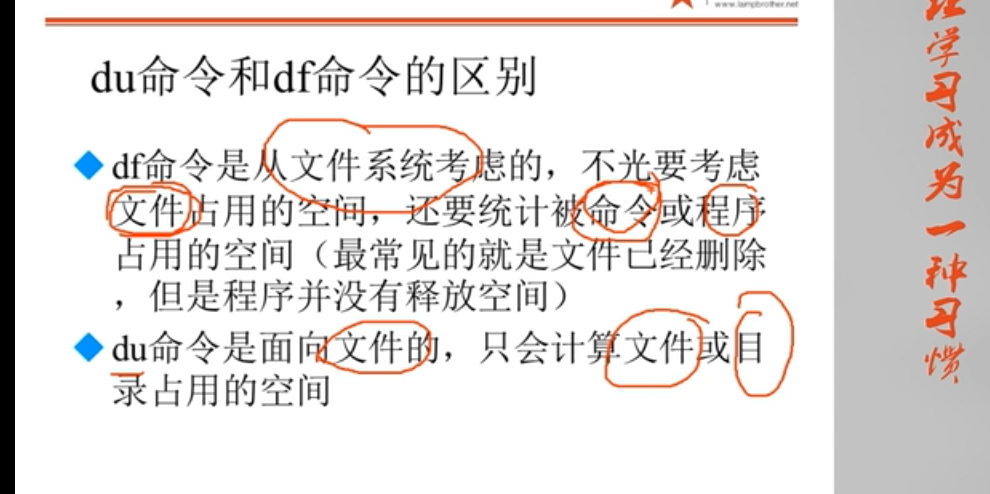 www.lampbrother.net
du命令和df命令的区别
df命令是从文件系统考虑的，不光要考虑
文件占用的空间，还要统计被命令或程序
占用的空间（最常见的就是文件已经删除
，但是程序并没有释放空间）
du命令是面向文件的，只会计算文件或目
录占用的空间
学习成为一种习惯